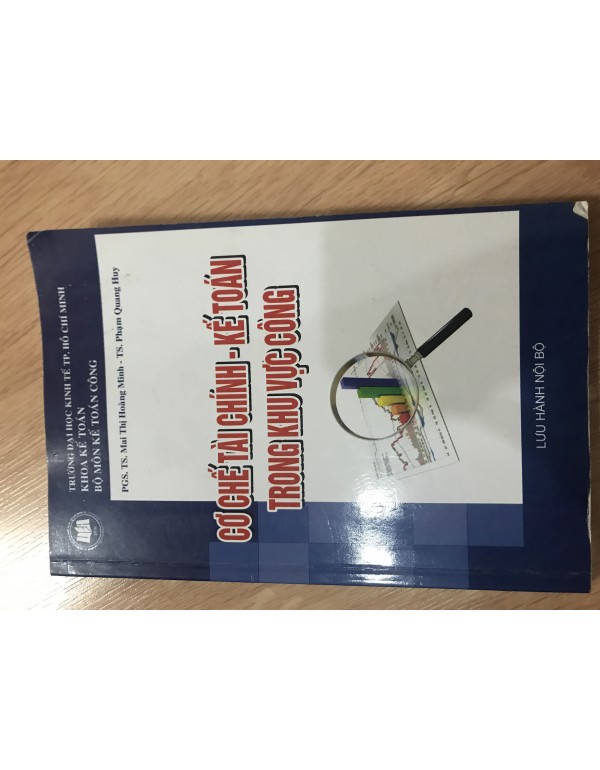 TRƯỜNG ĐẠI HỌC KINH TẾ TP. HỒ CHÍ MINH
KHOA KẾ TOÁN
BỘ MÔN KẾ TOÁN CÔNG
PGS. TS. Mai Thị Hoàng Minh - TS. Phạm Quang Huy
CƠ CHẾ TÀI CHÍNH - KẾ TOÁN
TRONG KHU VỰC CÔNG
LƯU HÀNH NỘI BỘ